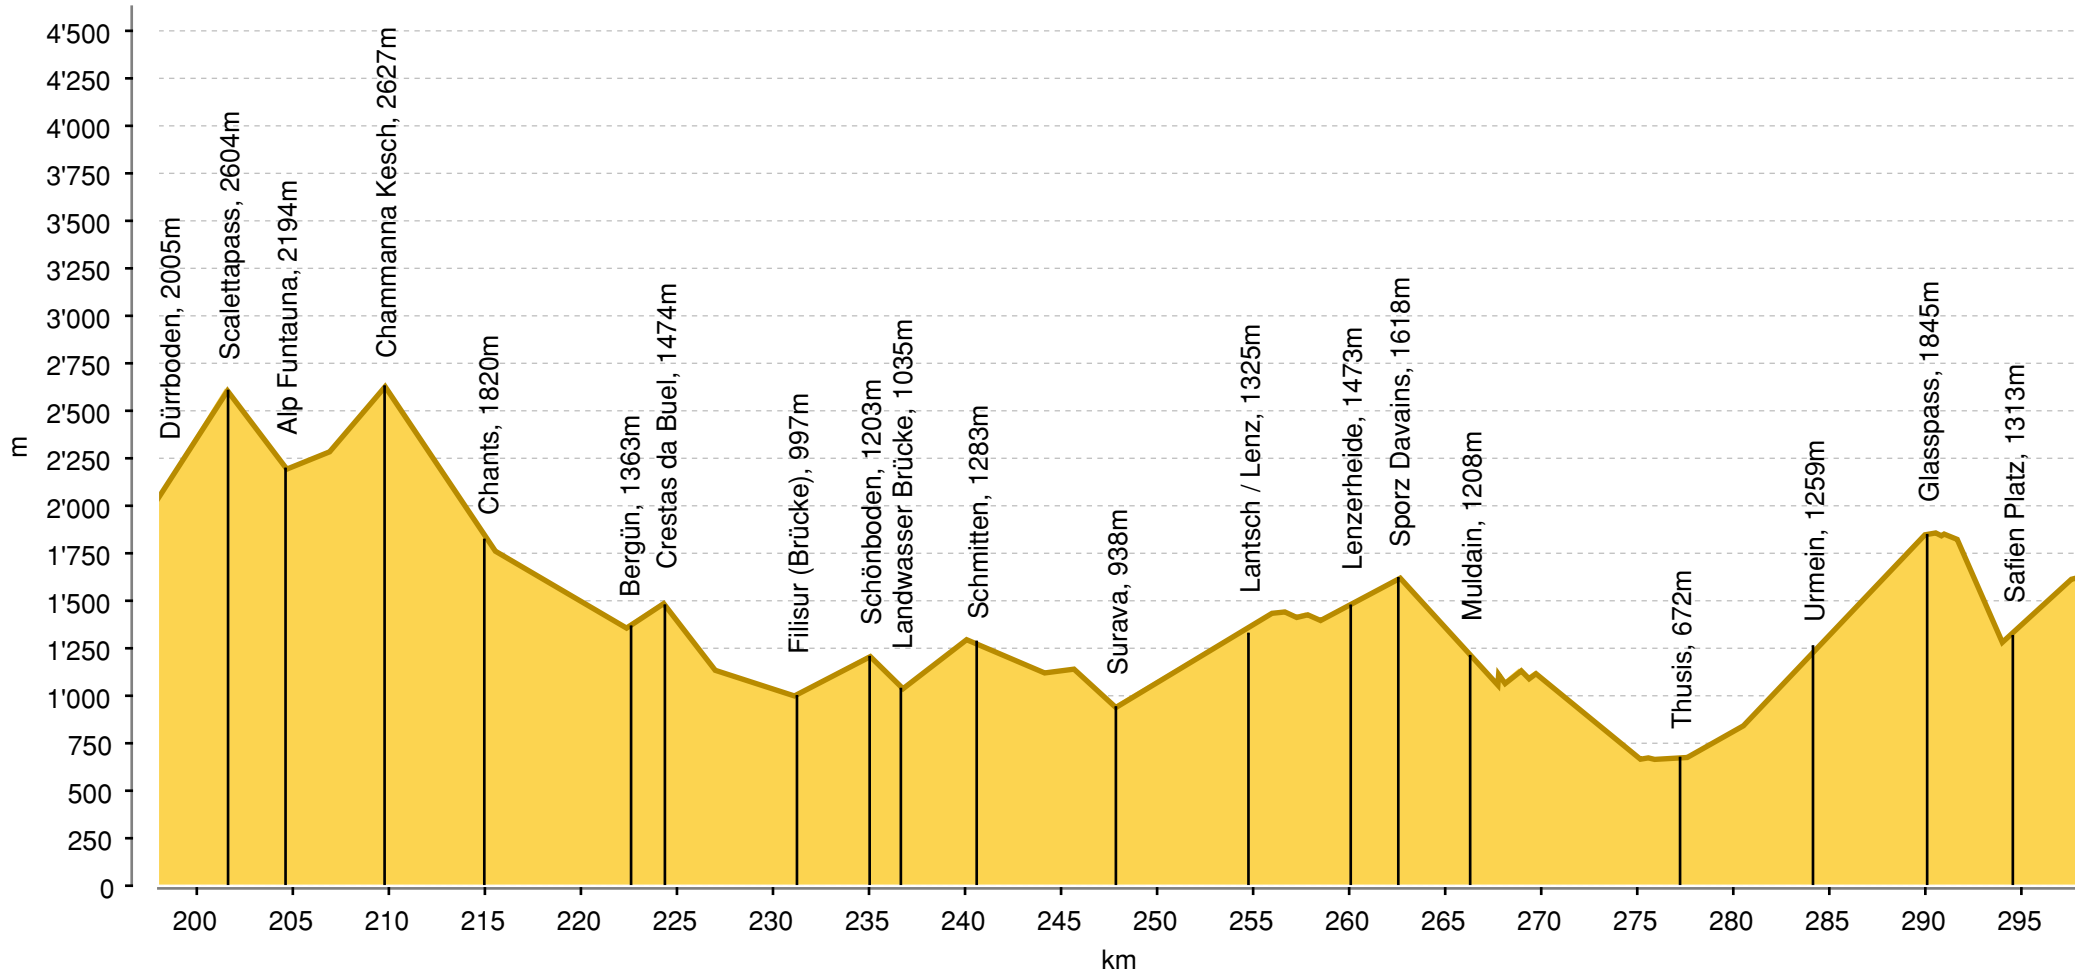 4'500
4'250
4'000
3'750
3'500
3'250
3'000
2'750
2'500
2'250
2'000
1'750
1'500
1'250
1'000
750
500
250
0
m
Dürrboden, 2005m
Scalettapass, 2604m
Alp Funtauna, 2194m
Chammanna Kesch, 2627m
Chants, 1820m
Bergün, 1363m
Crestas da Buel, 1474m
Filisur (Brücke), 997m
Schönboden, 1203m
Landwasser Brücke, 1035m
Schmitten, 1283m
Surava, 938m
Lantsch / Lenz, 1325m
Lenzerheide, 1473m
Sporz Davains, 1618m
Muldain, 1208m
Thusis, 672m
Urmein, 1259m
Glasspass, 1845m
Safien Platz, 1313m
200 205 210 215 220 225 230 235 240 245 250 255 260 265 270 275 280 285 290 295
km